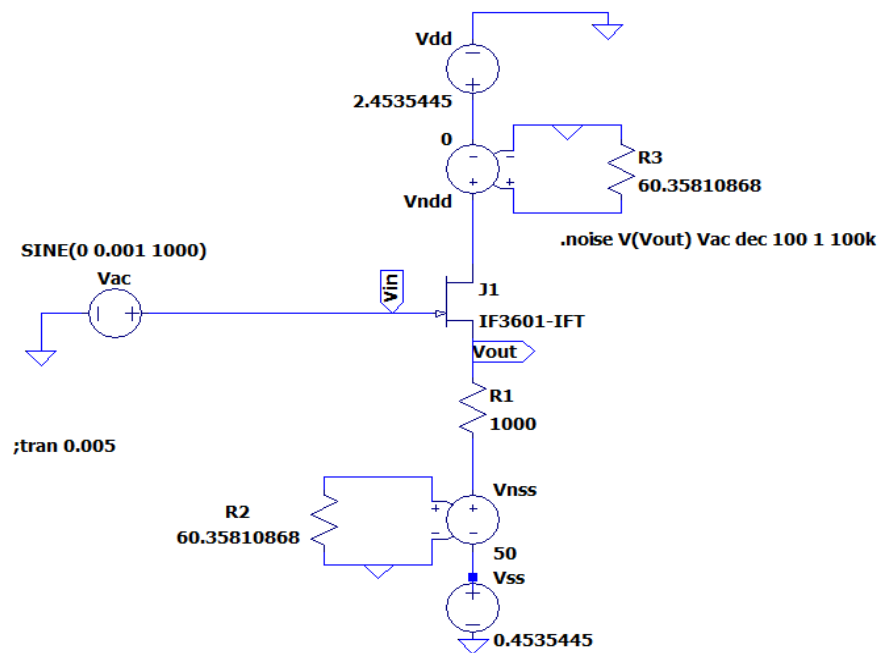 Vdd
2.4535445
0
R3
60.35810868
Vndd
.noise V(Vout) Vac dec 100 1 100k
SINE(0 0.001 1000)
Vac
Vin
J1
IF3601-IFT
Vout
R1
1000
;tran 0.005
Vnss
R2
60.35810868
50
Vss
0.4535445